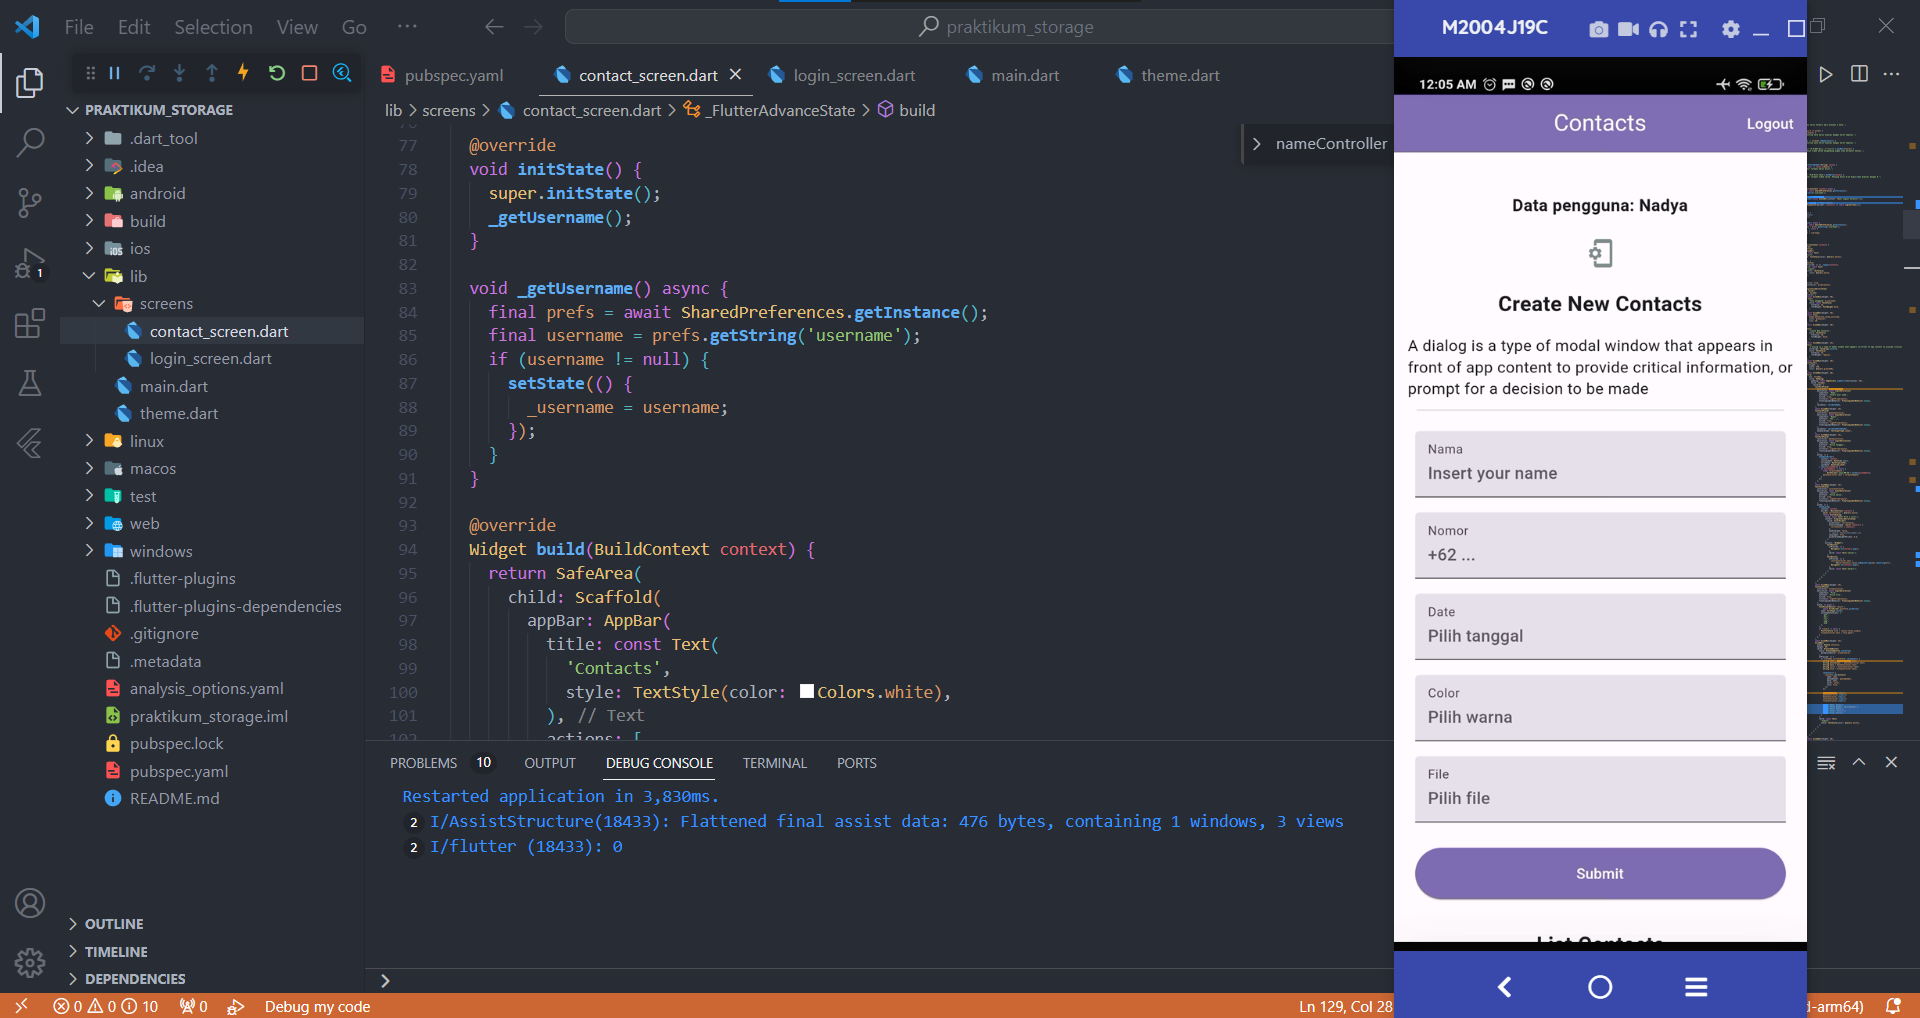 File Edit Selection View Go ···
praktikum_storage
PRAKTIKUM_STORAGE
.dart_tool
.idea
android
build
ios
lib
screens
contact_screen.dart
login_screen.dart
main.dart
theme.dart
linux
macos
test
web
windows
.flutter-plugins
.flutter-plugins-dependencies
.gitignore
.metadata
analysis_options.yaml
praktikum_storage.iml
pubspec.lock
pubspec.yaml
README.md
OUTLINE
TIMELINE
DEPENDENCIES
1
pubspec.yaml contact_screen.dart login_screen.dart main.dart theme.dart
lib > screens > contact_screen.dart > _FlutterAdvanceState > build
nameController
77 @override
78 void initState() {
79 super.initState();
80 _getUsername();
81 }
82
83 void _getUsername() async {
84 final prefs = await SharedPreferences.getInstance();
85 final username = prefs.getString('username');
86 if (username != null) {
87 setState(() {
88 _username = username;
89 });
90 }
91 }
92
93 @override
94 Widget build(BuildContext context) {
95 return SafeArea(
96 child: Scaffold(
97 appBar: AppBar(
98 title: const Text(
99 'Contacts',
100 style: TextStyle(color: Colors.white),
101 ), // Text
102 actions: [
PROBLEMS 10 OUTPUT DEBUG CONSOLE TERMINAL PORTS
Restarted application in 3,830ms.
2 I/AssistStructure(18433): Flattened final assist data: 476 bytes, containing 1 windows, 3 views
2 I/flutter (18433): 0
0 0 10 0 Debug my code
Ln 129, Col 28
d-arm64)
M2004J19C
12:05 AM
Contacts
Logout
Data pengguna: Nadya
Create New Contacts
A dialog is a type of modal window that appears in
front of app content to provide critical information, or
prompt for a decision to be made
Nama
Insert your name
Nomor
+62 ...
Date
Pilih tanggal
Color
Pilih warna
File
Pilih file
Submit
List Contacts